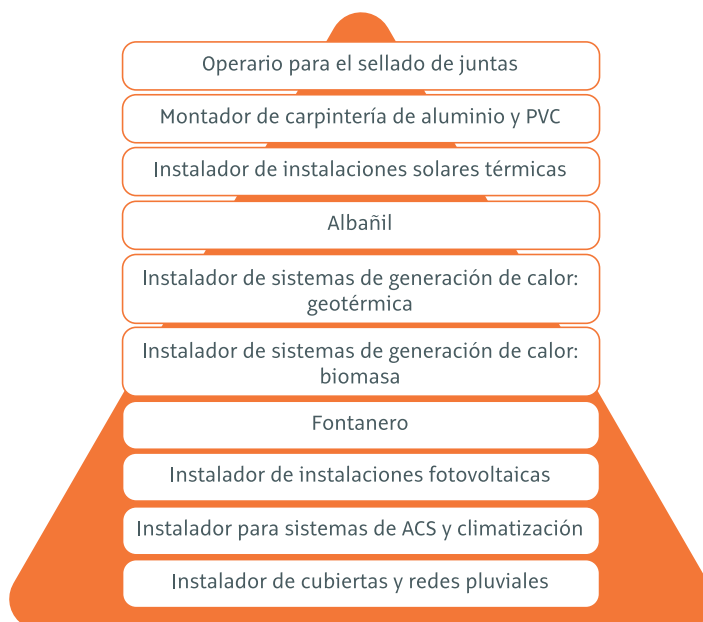 Operario para el sellado de juntas
Montador de carpintería de aluminio y PVC
Instalador de instalaciones solares térmicas
Albañil
Instalador de sistemas de generación de calor:
geotérmica
Instalador de sistemas de generación de calor:
biomasa
Fontanero
Instalador de instalaciones fotovoltaicas
Instalador para sistemas de ACS y climatización
Instalador de cubiertas y redes pluviales